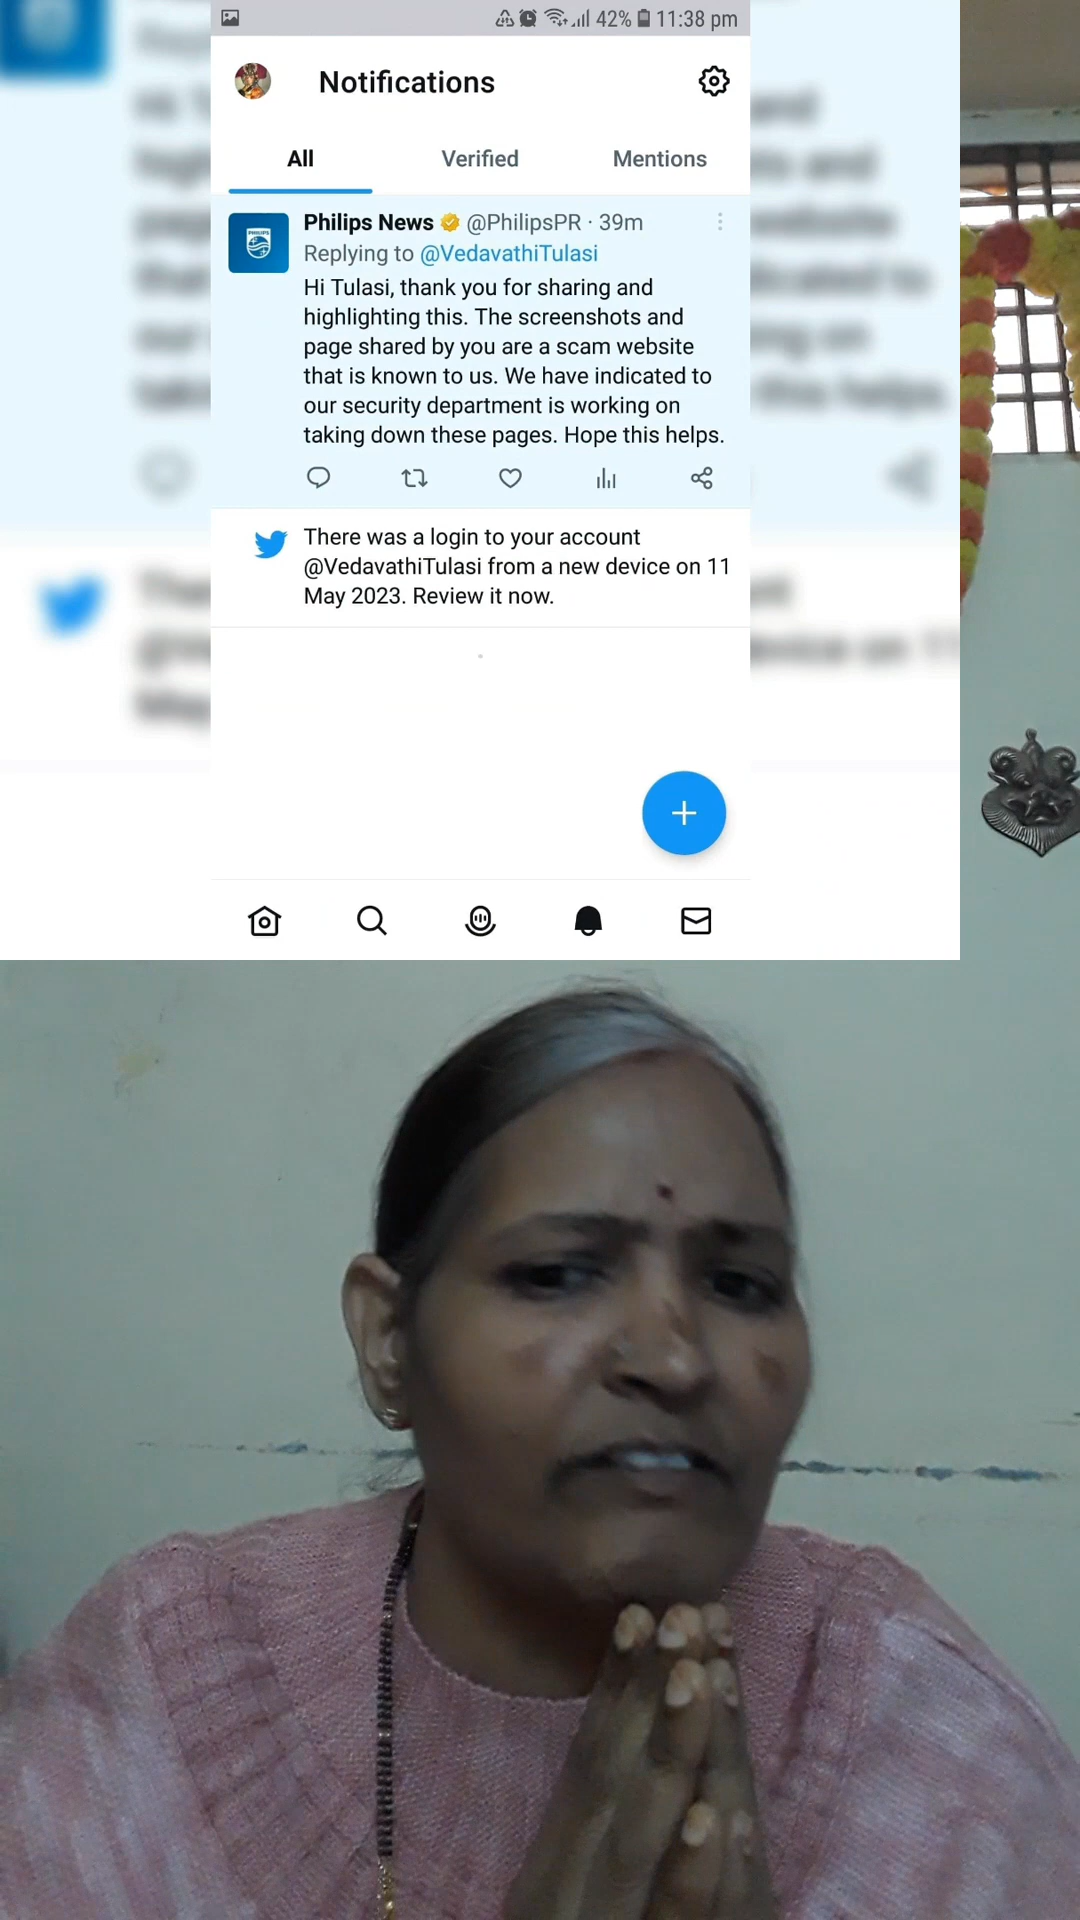 42% 11:38 pm
Notifications
All Verified Mentions
Philips News @PhilipsPR · 39m
Replying to @VedavathiTulasi
Hi Tulasi, thank you for sharing and
highlighting this. The screenshots and
page shared by you are a scam website
that is known to us. We have indicated to
our security department is working on
taking down these pages. Hope this helps.
There was a login to your account
@VedavathiTulasi from a new device on 11
May 2023. Review it now.
PHILIPS